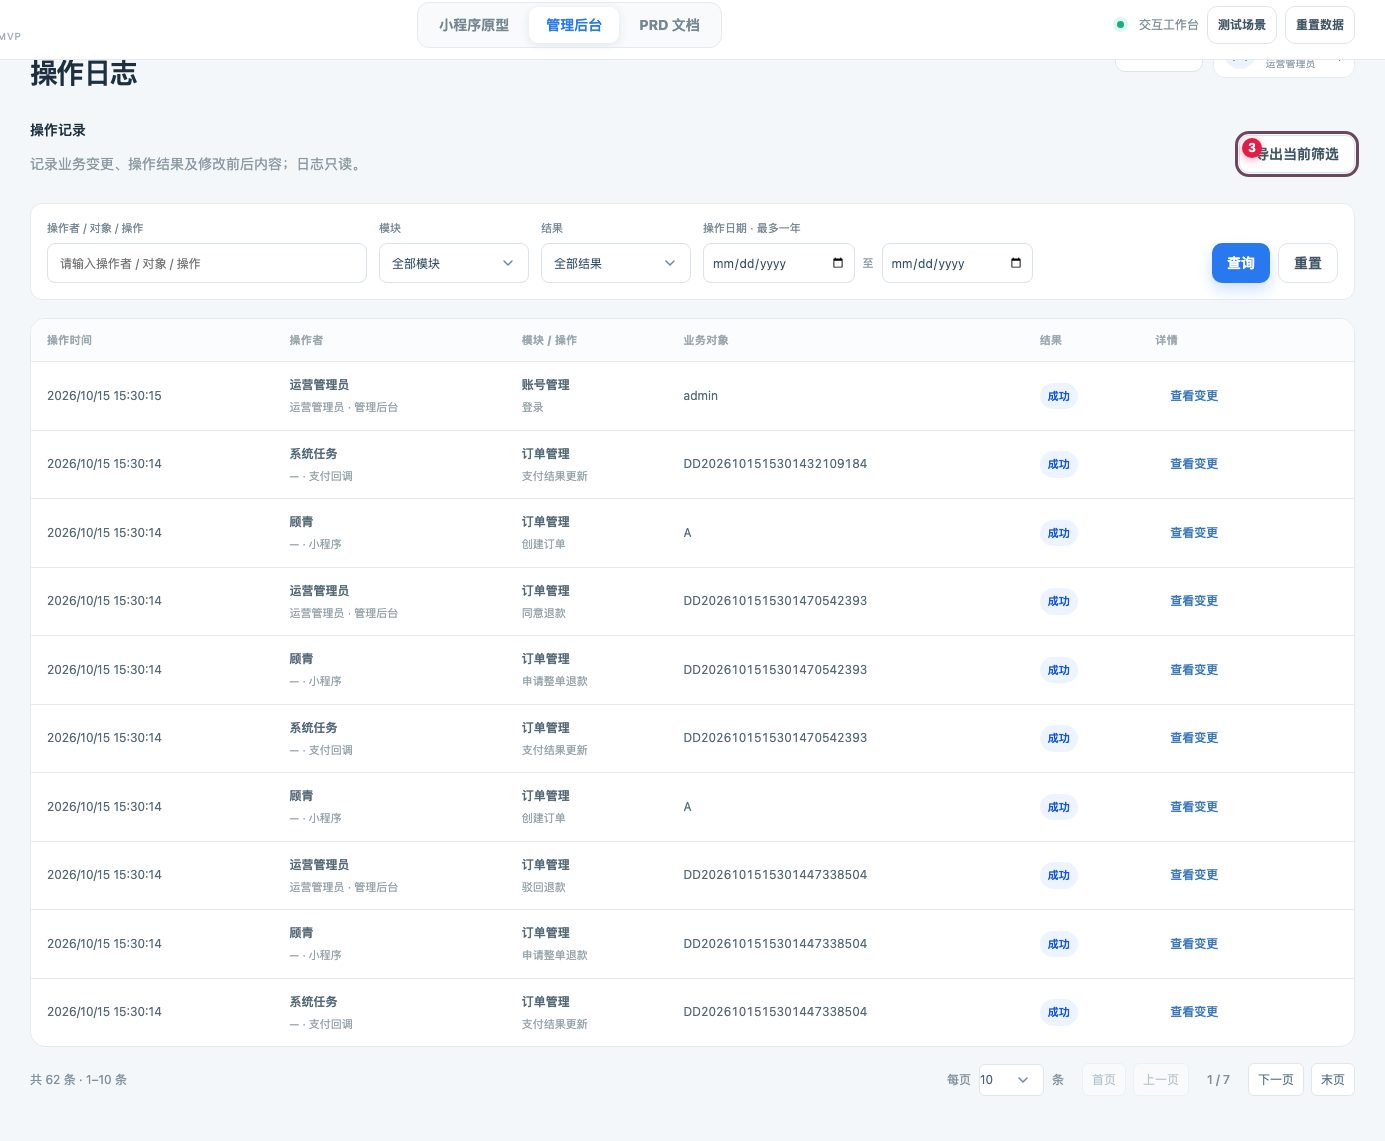 MVP
小程序原型 管理后台 PRD 文档 交互工作台 测试场景 重置数据
操作日志
运营管理员
操作记录
记录业务变更、操作结果及修改前后内容；日志只读。
3 导出当前筛选
操作者 / 对象 / 操作 模块 结果 操作日期 · 最多一年
请输入操作者 / 对象 / 操作 全部模块 全部结果 mm/dd/yyyy 至 mm/dd/yyyy 查询 重置
操作时间 操作者 模块 / 操作 业务对象 结果 详情
2026/10/15 15:30:15 运营管理员 账号管理 admin 成功 查看变更
运营管理员 · 管理后台 登录
2026/10/15 15:30:14 系统任务 订单管理 DD2026101515301432109184 成功 查看变更
— · 支付回调 支付结果更新
2026/10/15 15:30:14 顾青 订单管理 A 成功 查看变更
— · 小程序 创建订单
2026/10/15 15:30:14 运营管理员 订单管理 DD2026101515301470542393 成功 查看变更
运营管理员 · 管理后台 同意退款
2026/10/15 15:30:14 顾青 订单管理 DD2026101515301470542393 成功 查看变更
— · 小程序 申请整单退款
2026/10/15 15:30:14 系统任务 订单管理 DD2026101515301470542393 成功 查看变更
— · 支付回调 支付结果更新
2026/10/15 15:30:14 顾青 订单管理 A 成功 查看变更
— · 小程序 创建订单
2026/10/15 15:30:14 运营管理员 订单管理 DD2026101515301447338504 成功 查看变更
运营管理员 · 管理后台 驳回退款
2026/10/15 15:30:14 顾青 订单管理 DD2026101515301447338504 成功 查看变更
— · 小程序 申请整单退款
2026/10/15 15:30:14 系统任务 订单管理 DD2026101515301447338504 成功 查看变更
— · 支付回调 支付结果更新
共 62 条 · 1–10 条 每页 10 条 首页 上一页 1 / 7 下一页 末页